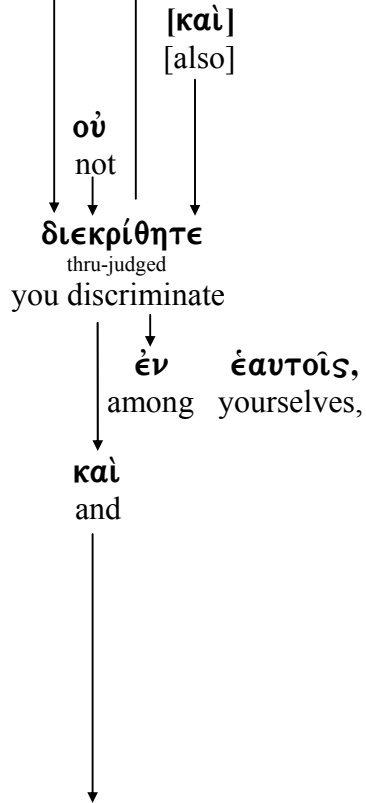 [καὶ]
[also]
οὐ
not
διεκρίθητε
thru-judged
you discriminate
ἐν ἑαυτοῖς,
among yourselves,
καὶ
and